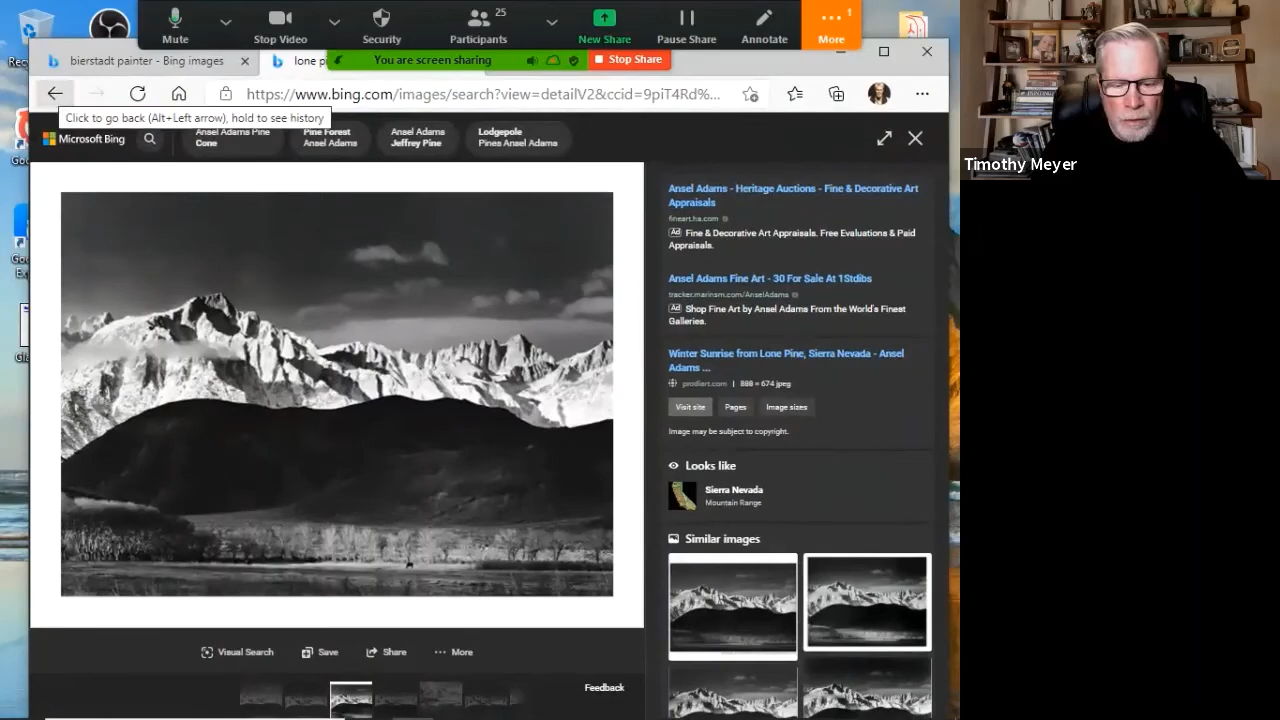 Mute
Stop Video
Security
25
Participants
New Share
Pause Share
Annotate
1
More
bierstadt painter - Bing images
lone pi
You are screen sharing
Stop Share
https://www.bing.com/images/search?view=detailV2&ccid=9piT4Rd%...
Click to go back (Alt+Left arrow), hold to see history
Microsoft Bing
Ansel Adams Pine
Cone
Pine Forest
Ansel Adams
Ansel Adams
Jeffrey Pine
Lodgepole
Pines Ansel Adams
Ansel Adams - Heritage Auctions - Fine & Decorative Art
Appraisals
fineart.ha.com
Ad Fine & Decorative Art Appraisals. Free Evaluations & Paid
Appraisals.
Ansel Adams Fine Art - 30 For Sale At 1Stdibs
tracker.marinsm.com/AnselAdams
Ad Shop Fine Art by Ansel Adams From the World's Finest
Galleries.
Winter Sunrise from Lone Pine, Sierra Nevada - Ansel
Adams ...
prodiart.com
Visit site
Pages
Image sizes
Image may be subject to copyright.
Looks like
Sierra Nevada
Mountain Range
Similar images
Visual Search
Save
Share
More
Feedback
Timothy Meyer